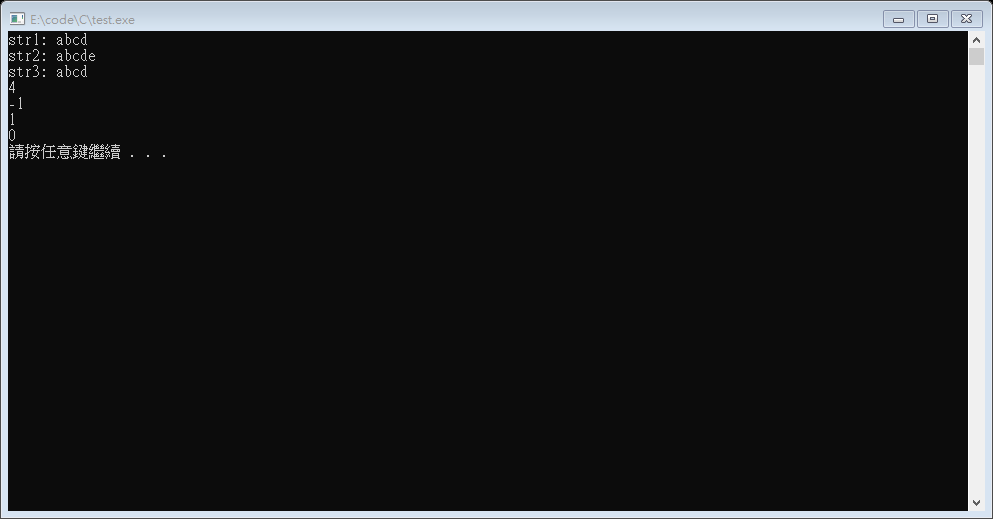 E:\code\C\test.exe
str1: abcd
str2: abcde
str3: abcd
4
-1
1
0
請按任意鍵繼續 . . .